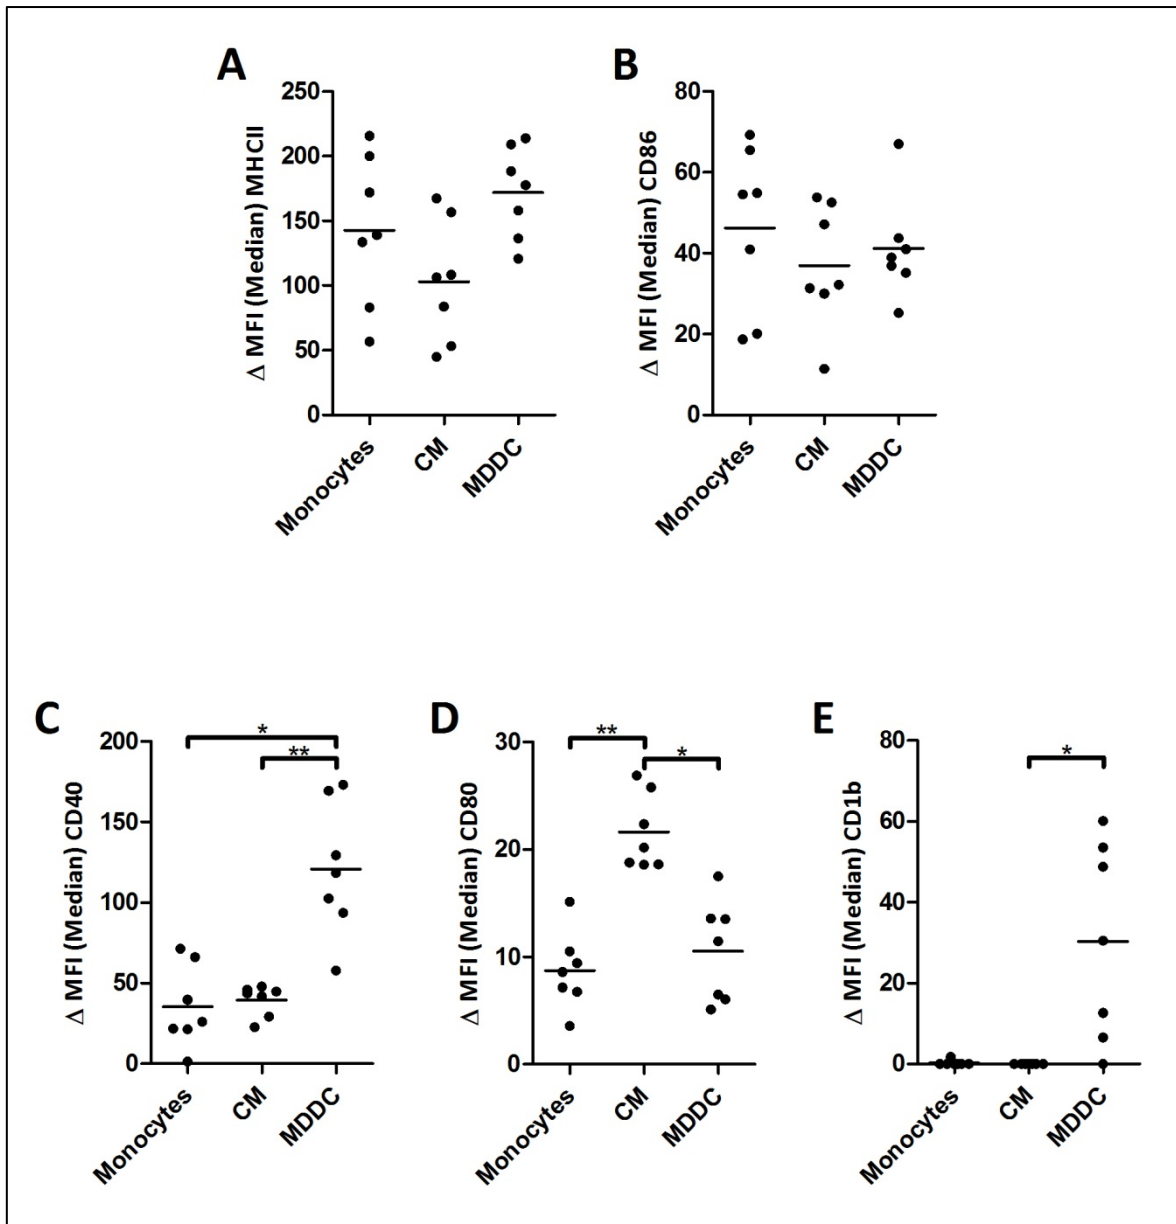 A
B
Δ MFI (Median) MHCII
250
200
150
100
50
0
Monocytes
CM
MDDC
Δ MFI (Median) CD86
80
60
40
20
0
Monocytes
CM
MDDC
C
D
E
Δ MFI (Median) CD40
200
150
100
50
0
*
**
Monocytes
CM
MDDC
Δ MFI (Median) CD80
30
20
10
0
**
*
Monocytes
CM
MDDC
Δ MFI (Median) CD1b
80
60
40
20
0
*
Monocytes
CM
MDDC